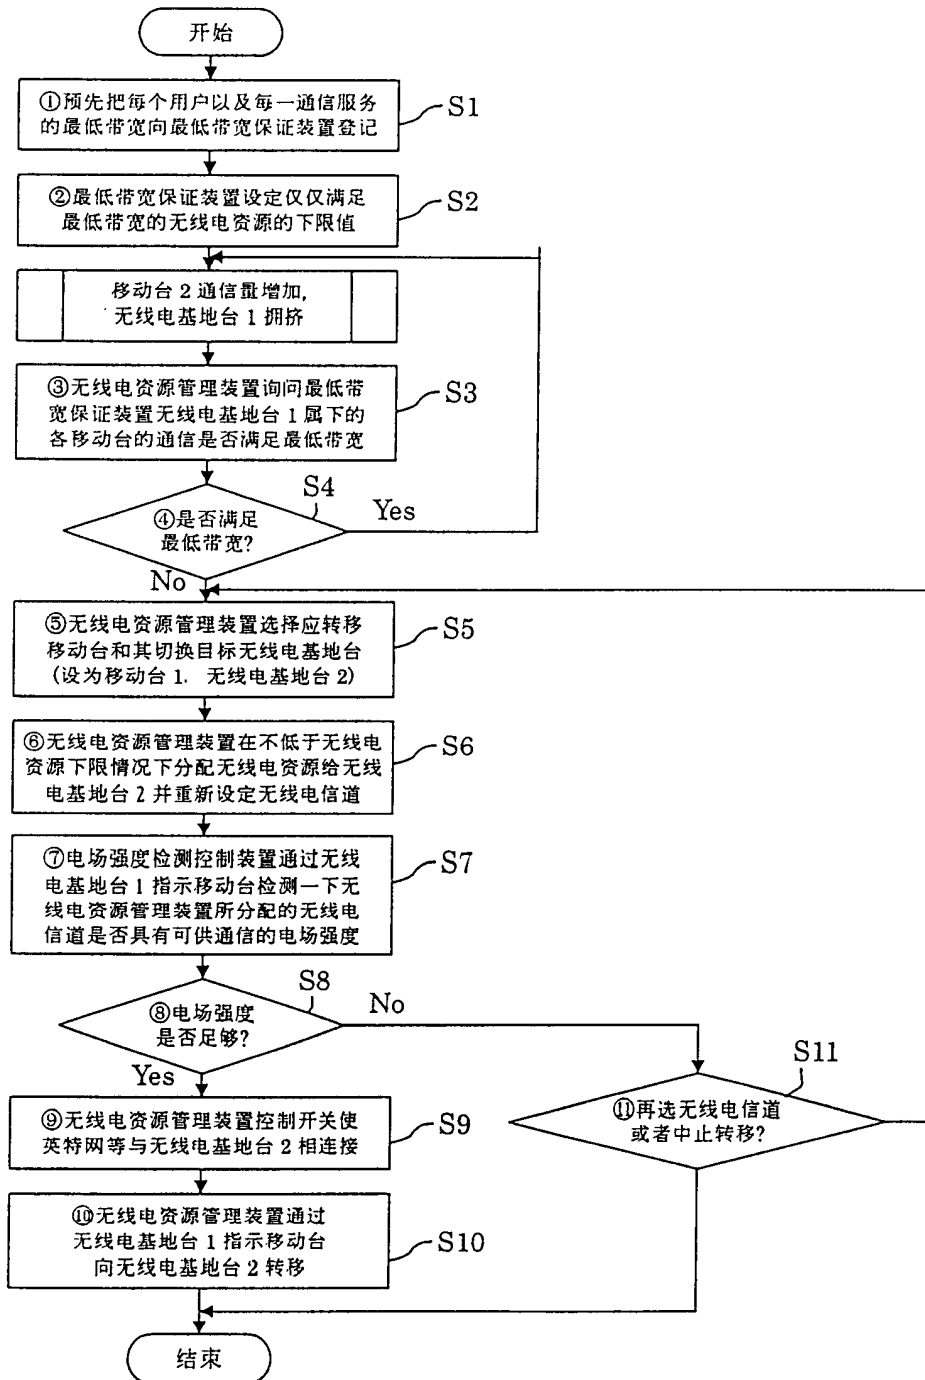 开始
①预先把每个用户以及每一通信服务
的最低带宽向最低带宽保证装置登记
S1
②最低带宽保证装置设定仅仅满足
最低带宽的无线电资源的下限值
S2
移动台2通信量增加,
无线电基地台1拥挤
③无线电资源管理装置询问最低带
宽保证装置无线电基地台1属下的
各移动台的通信是否满足最低带宽
S3
S4
④是否满足
最低带宽?
Yes
No
⑤无线电资源管理装置选择应转移
移动台和其切换目标无线电基地台
(设为移动台1. 无线电基地台2)
S5
⑥无线电资源管理装置在不低于无线电
资源下限情况下分配无线电资源给无线
电基地台2并重新设定无线电信道
S6
⑦电场强度检测控制装置通过无线
电基地台1指示移动台检测一下无
线电资源管理装置所分配的无线电
信道是否具有可供通信的电场强度
S7
S8
⑧电场强度
是否足够?
No
Yes
S11
⑪再选无线电信道
或者中止转移?
⑨无线电资源管理装置控制开关使
英特网等与无线电基地台2相连接
S9
⑩无线电资源管理装置通过
无线电基地台1指示移动台
向无线电基地台2转移
S10
结束